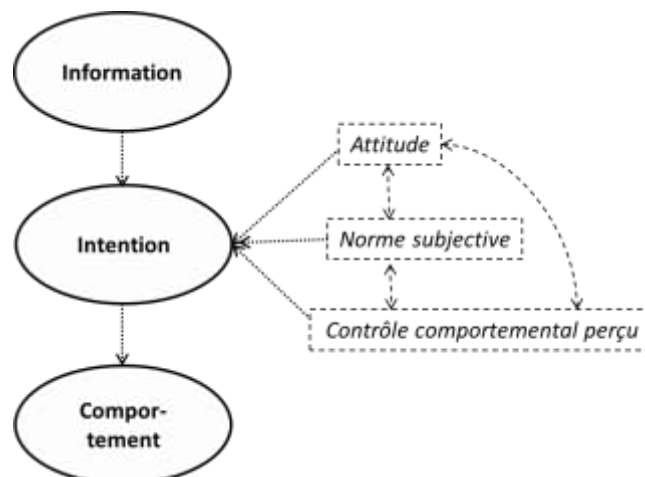 Information
Attitude
Norme subjective
Intention
Contrôle comportemental perçu
Compor-
tement